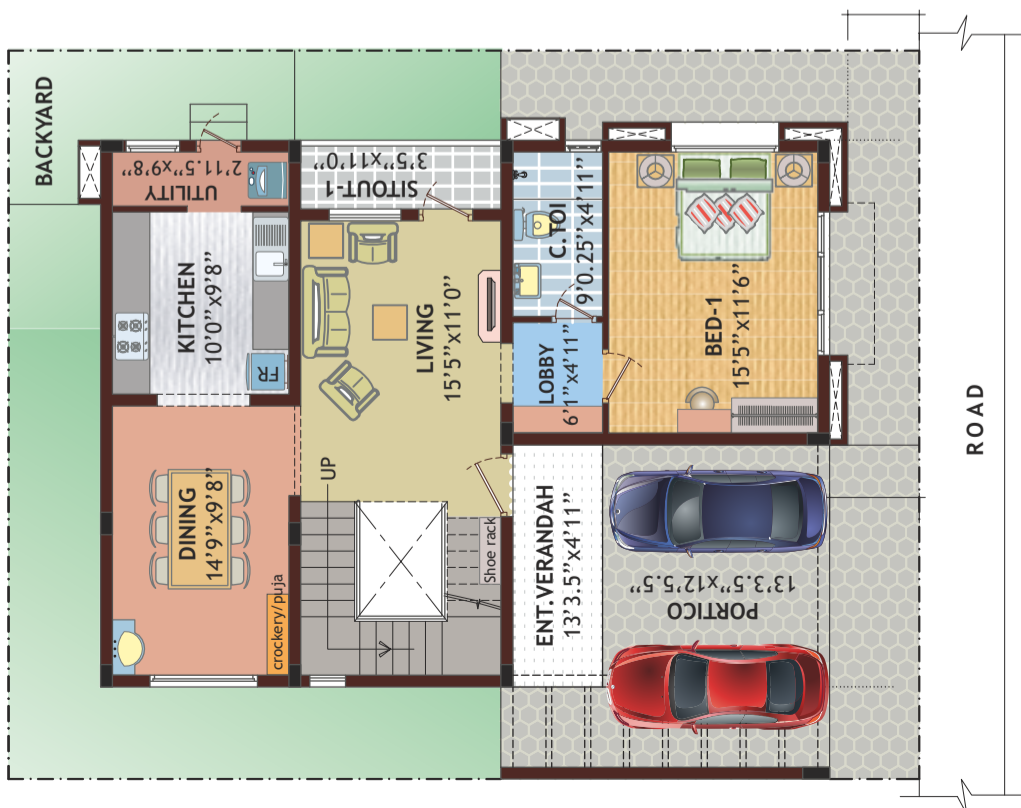 BACKYARD
UTILITY
2'11.5"x9'8"
SITOUT-1
3'5"x11'0"
KITCHEN
10'0"x9'8"
FR
LIVING
15'5"x11'0"
C.TOI
9'0.25"x4'11"
LOBBY
6'1"x4'11"
BED-1
15'5"x11'6"
DINING
14'9"x9'8"
crockery/puja
UP
Shoe rack
ENT.VERANDAH
13'3.5"x4'11"
PORTICO
13'3.5"x12'5.5"
ROAD